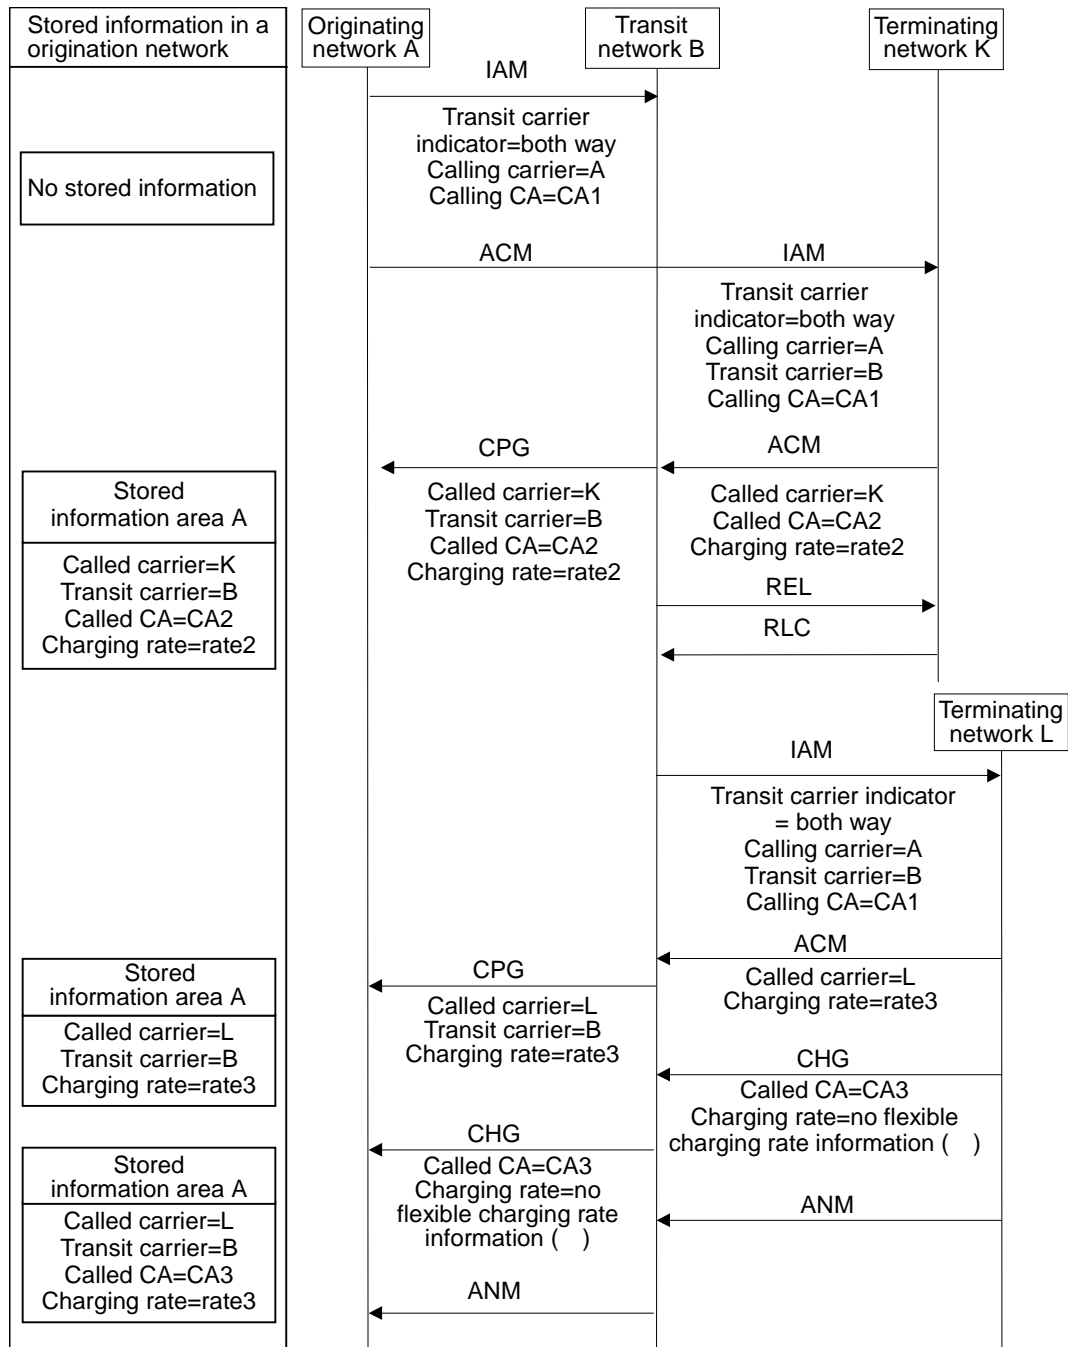 Stored information in a
origination network
Originating
network A
Transit
network B
Terminating
network K
IAM
Transit carrier
indicator=both way
Calling carrier=A
Calling CA=CA1
No stored information
ACM
IAM
Transit carrier
indicator=both way
Calling carrier=A
Transit carrier=B
Calling CA=CA1
CPG
ACM
Stored
information area A
Called carrier=K
Transit carrier=B
Called CA=CA2
Charging rate=rate2
Called carrier=K
Transit carrier=B
Called CA=CA2
Charging rate=rate2
Called carrier=K
Called CA=CA2
Charging rate=rate2
REL
RLC
Terminating
network L
IAM
Transit carrier indicator
= both way
Calling carrier=A
Transit carrier=B
Calling CA=CA1
ACM
Called carrier=L
Charging rate=rate3
CPG
Called carrier=L
Transit carrier=B
Charging rate=rate3
Stored
information area A
Called carrier=L
Transit carrier=B
Charging rate=rate3
CHG
Called CA=CA3
Charging rate=no flexible
charging rate information ( )
CHG
Called CA=CA3
Charging rate=no
flexible charging rate
information ( )
Stored
information area A
Called carrier=L
Transit carrier=B
Called CA=CA3
Charging rate=rate3
ANM
ANM